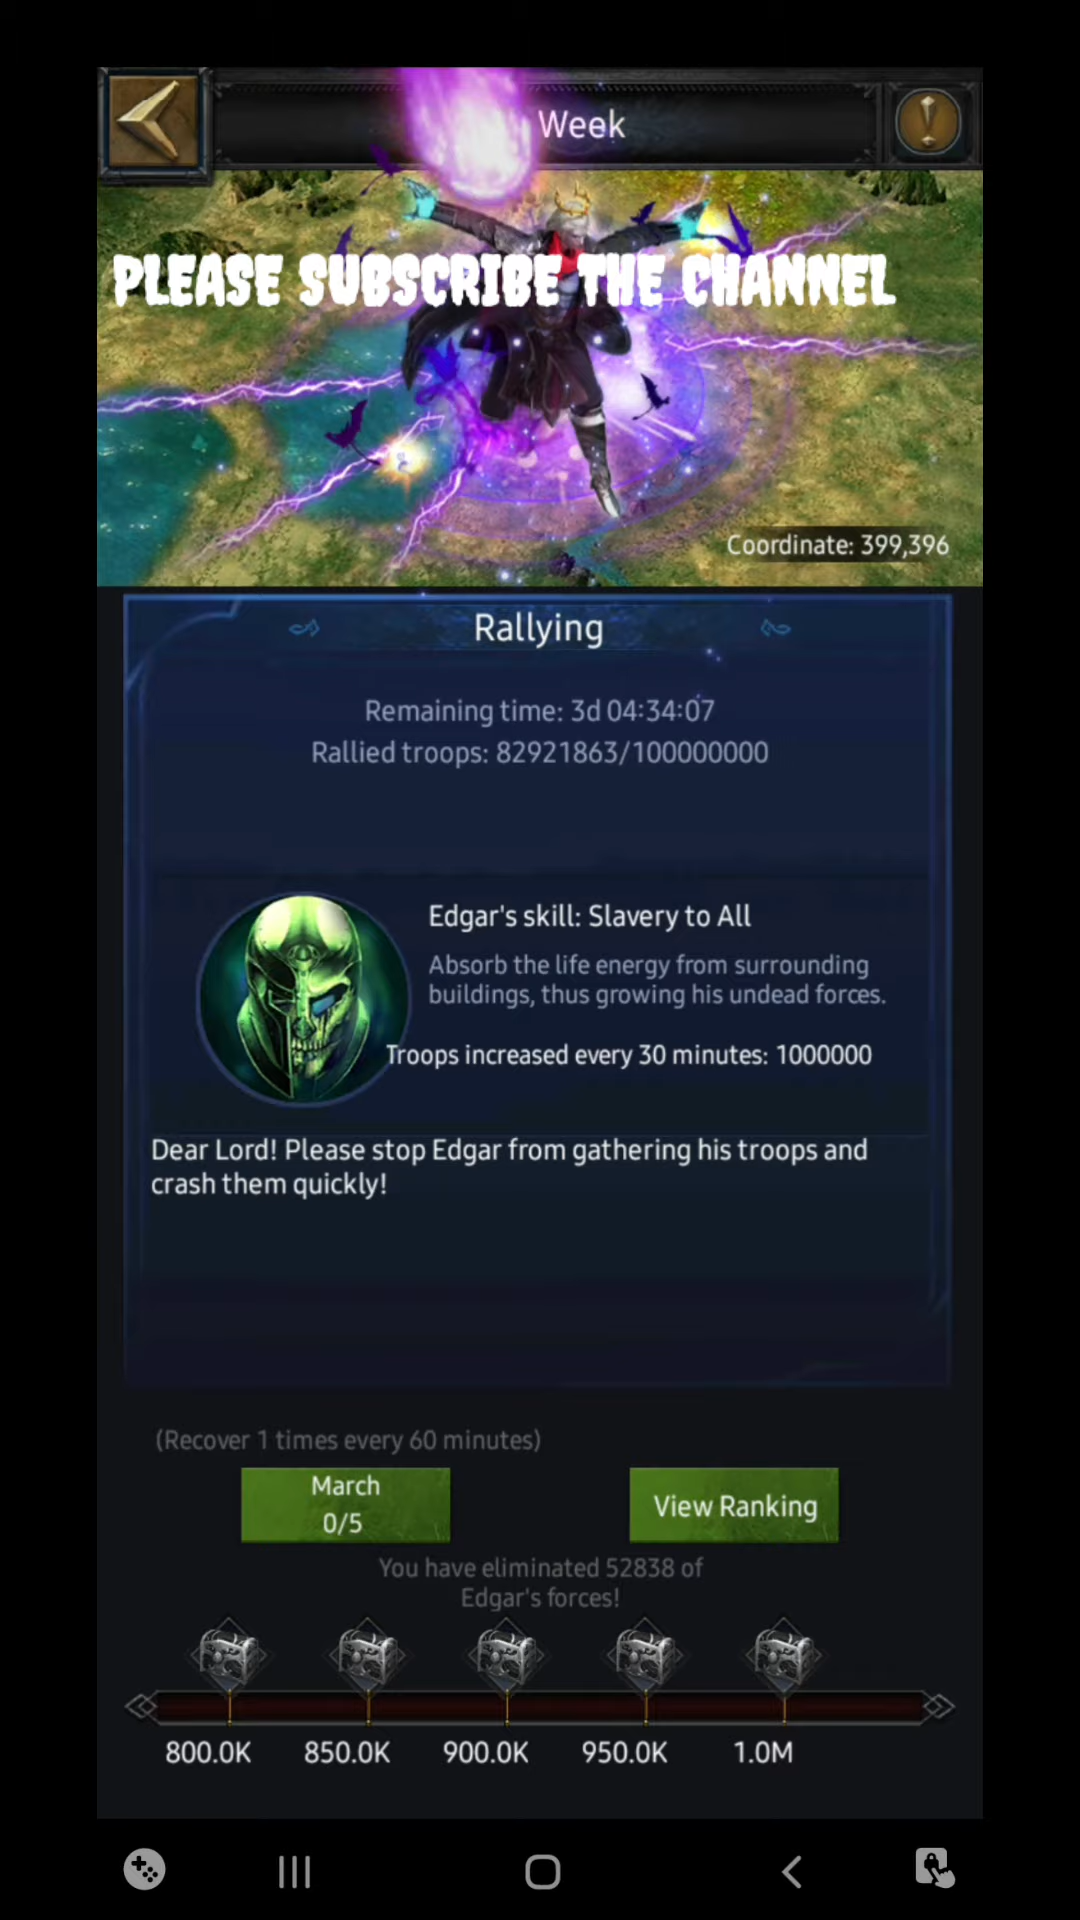 Week
PLEASE SUBSCRIBE THE CHANNEL
Coordinate: 399,396
Rallying
Remaining time: 3d 04:34:07
Rallied troops: 82921863/100000000
Edgar's skill: Slavery to All
Absorb the life energy from surrounding
buildings, thus growing his undead forces.
Troops increased every 30 minutes: 1000000
Dear Lord! Please stop Edgar from gathering his troops and
crash them quickly!
(Recover 1 times every 60 minutes)
March
0/5
View Ranking
You have eliminated 52838 of
Edgar's forces!
800.0K 850.0K 900.0K 950.0K 1.0M